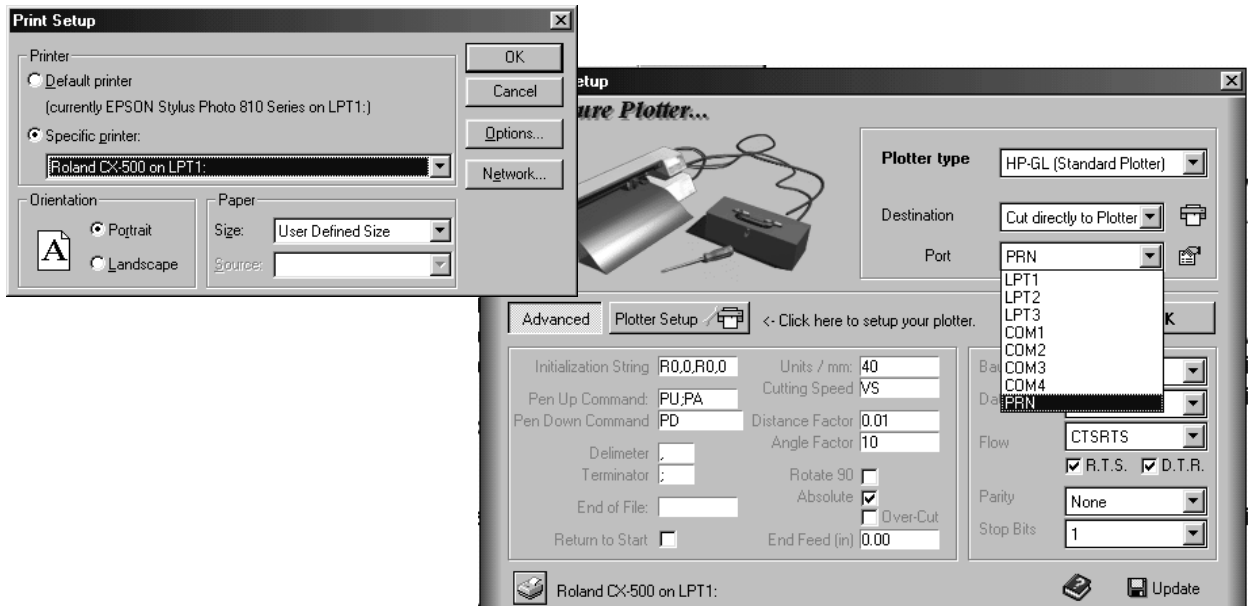 Print Setup
Printer
Default printer
(currently EPSON Stylus Photo 810 Series on LPT1:)
Specific printer:
Roland CX-500 on LPT1:
OK
Cancel
Options...
Network...
Orientation
A
Portrait
Landscape
Paper
Size: User Defined Size
Source:
etup
ure Plotter...
Plotter type HP-GL (Standard Plotter)
Destination Cut directly to Plotter
Port PRN
LPT1
LPT2
LPT3
COM1
COM2
COM3
COM4
PRN
Advanced Plotter Setup <- Click here to setup your plotter.
K
Initialization String R0,0,R0,0
Pen Up Command: PU;PA
Pen Down Command PD
Delimeter ,
Terminator ;
End of File:
Return to Start
Units / mm: 40
Cutting Speed VS
Distance Factor 0.01
Angle Factor 10
Rotate 90
Absolute
Over-Cut
End Feed (in) 0.00
Bau
Da
Flow CTSRTS
R.T.S. D.T.R.
Parity None
Stop Bits 1
Roland CX-500 on LPT1:
Update